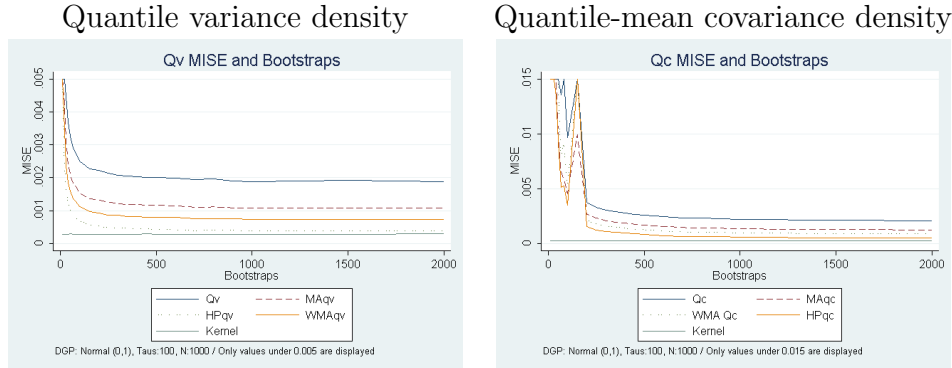 Quantile variance density
Quantile-mean covariance density
Qv MISE and Bootstraps
MISE
.005
.004
.003
.002
.001
0
0 500 1000 1500 2000
Bootstraps
Qv MAqv
HPqv WMAqv
Kernel
DGP: Normal (0,1), Taus:100, N:1000 / Only values under 0.005 are displayed
Qc MISE and Bootstraps
MISE
.015
.01
.005
0
0 500 1000 1500 2000
Bootstraps
Qc MAqc
WMA Qc HPqc
Kernel
DGP: Normal (0,1), Taus:100, N:1000 / Only values under 0.015 are displayed